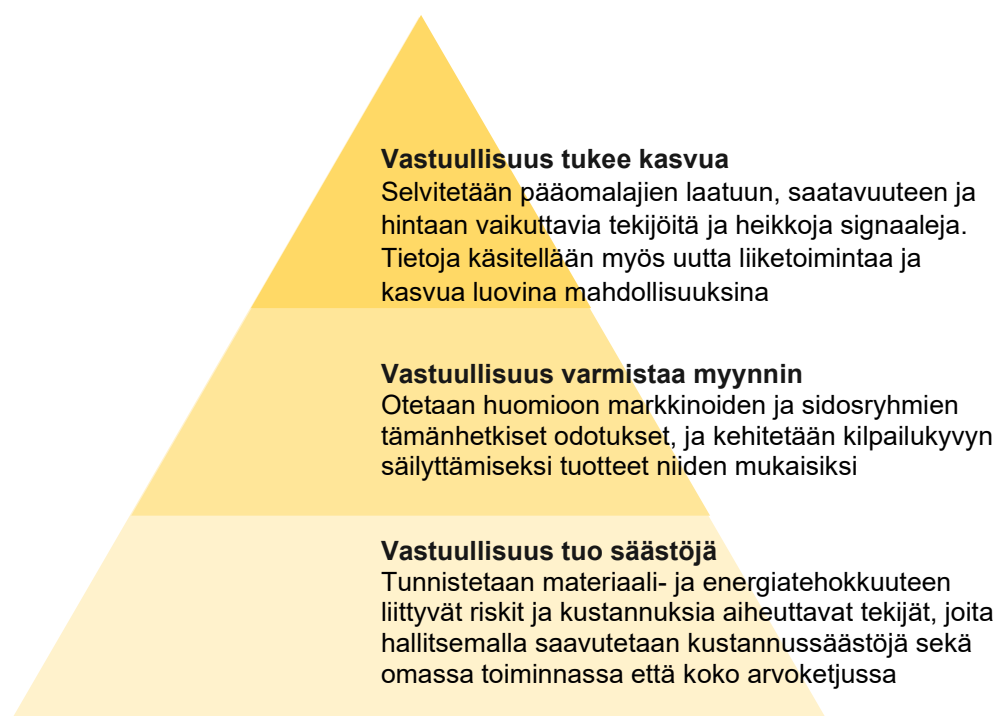 Vastuullisuus tukee kasvua
Selvitetään pääomalajien laatuun, saatavuuteen ja
hintaan vaikuttavia tekijöitä ja heikkoja signaaleja.
Tietoja käsitellään myös uutta liiketoimintaa ja
kasvua luovina mahdollisuuksina
Vastuullisuus varmistaa myynnin
Otetaan huomioon markkinoiden ja sidosryhmien
tämänhetkiset odotukset, ja kehitetään kilpailukyvyn
säilyttämiseksi tuotteet niiden mukaisiksi
Vastuullisuus tuo säästöjä
Tunnistetaan materiaali- ja energiatehokkuuteen
liittyvät riskit ja kustannuksia aiheuttavat tekijät, joita
hallitsemalla saavutetaan kustannussäästöjä sekä
omassa toiminnassa että koko arvoketjussa